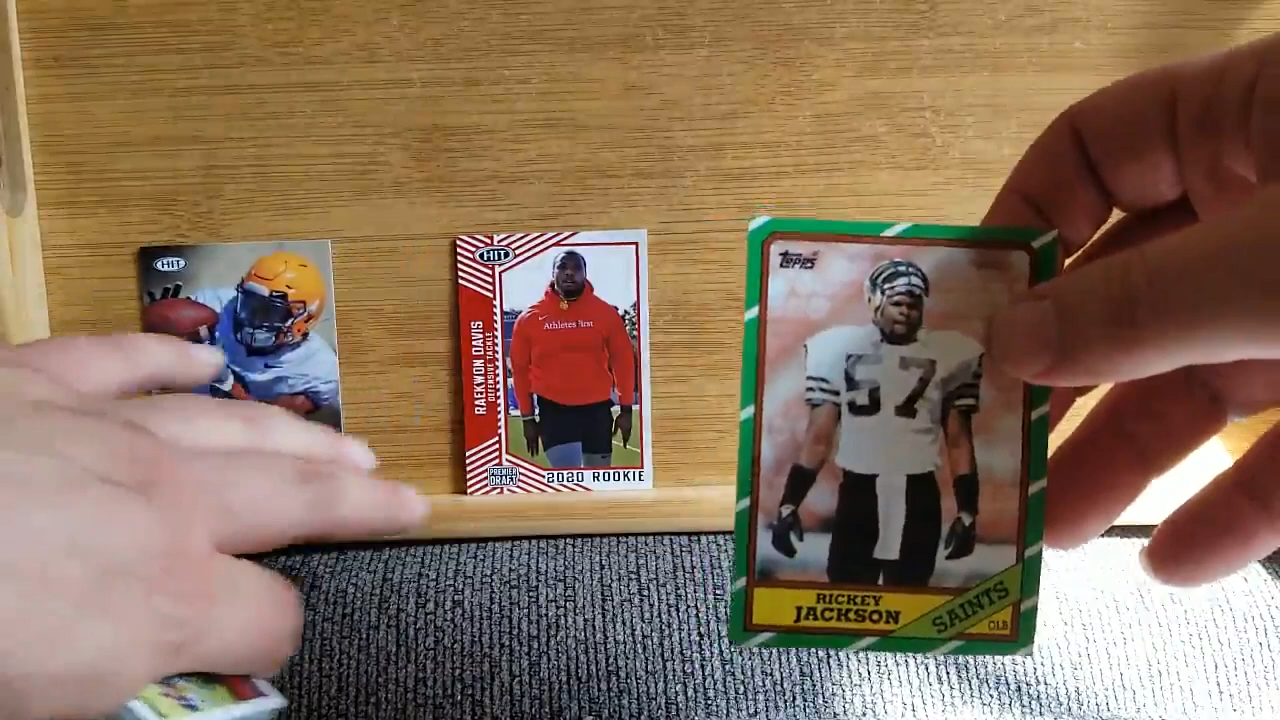 HIT
HIT
RAEKWON DAVIS
DEFENSIVE TACKLE
Athletes First
PREMIER
DRAFT
2020 ROOKIE
TOPPS
57
RICKEY
JACKSON
SAINTS
OLB